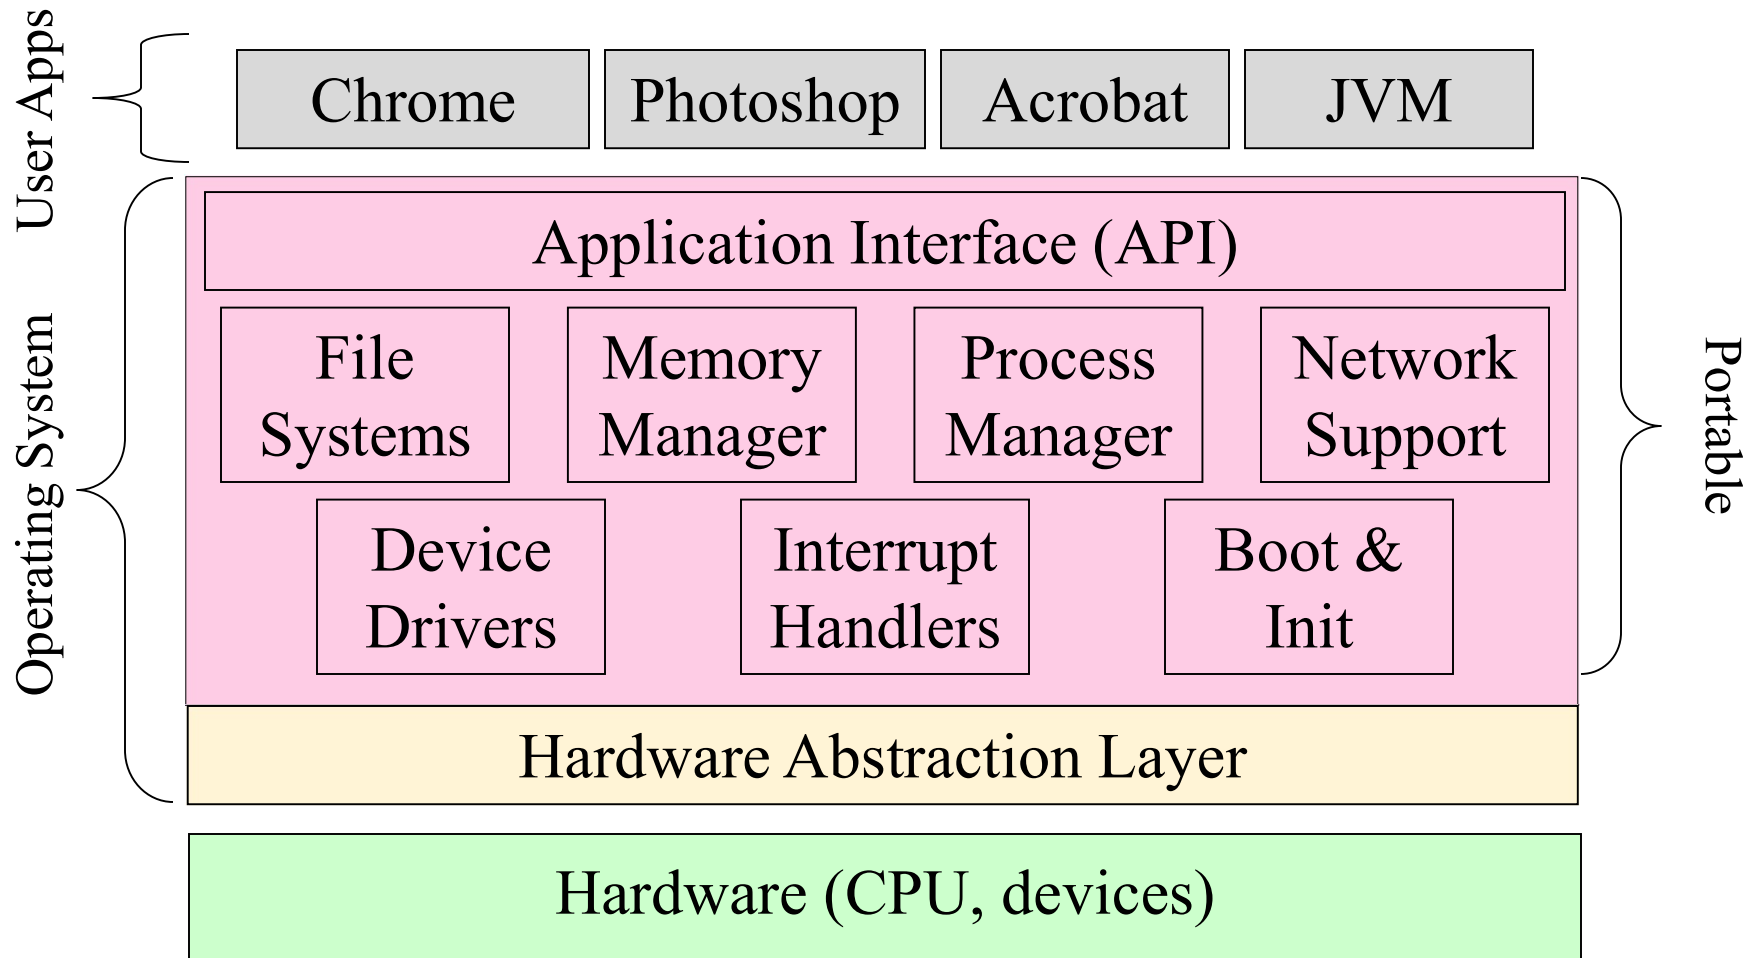 User Apps
Chrome
Photoshop
Acrobat
JVM
Operating System
Application Interface (API)
File
Systems
Memory
Manager
Process
Manager
Network
Support
Portable
Device
Drivers
Interrupt
Handlers
Boot &
Init
Hardware Abstraction Layer
Hardware (CPU, devices)